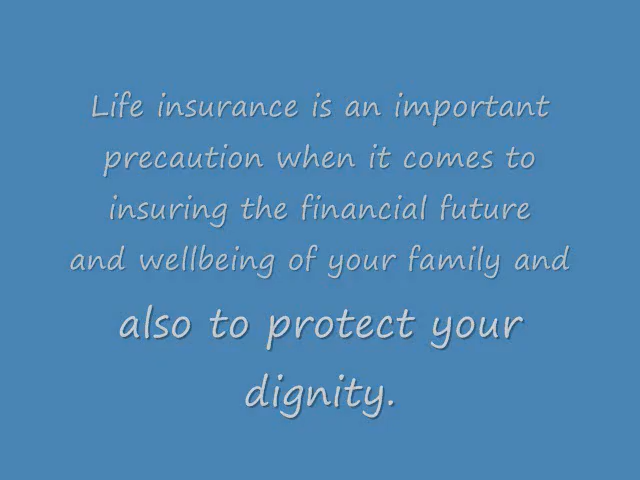 Life insurance is an important
precaution when it comes to
insuring the financial future
and wellbeing of your family and
also to protect your
dignity.